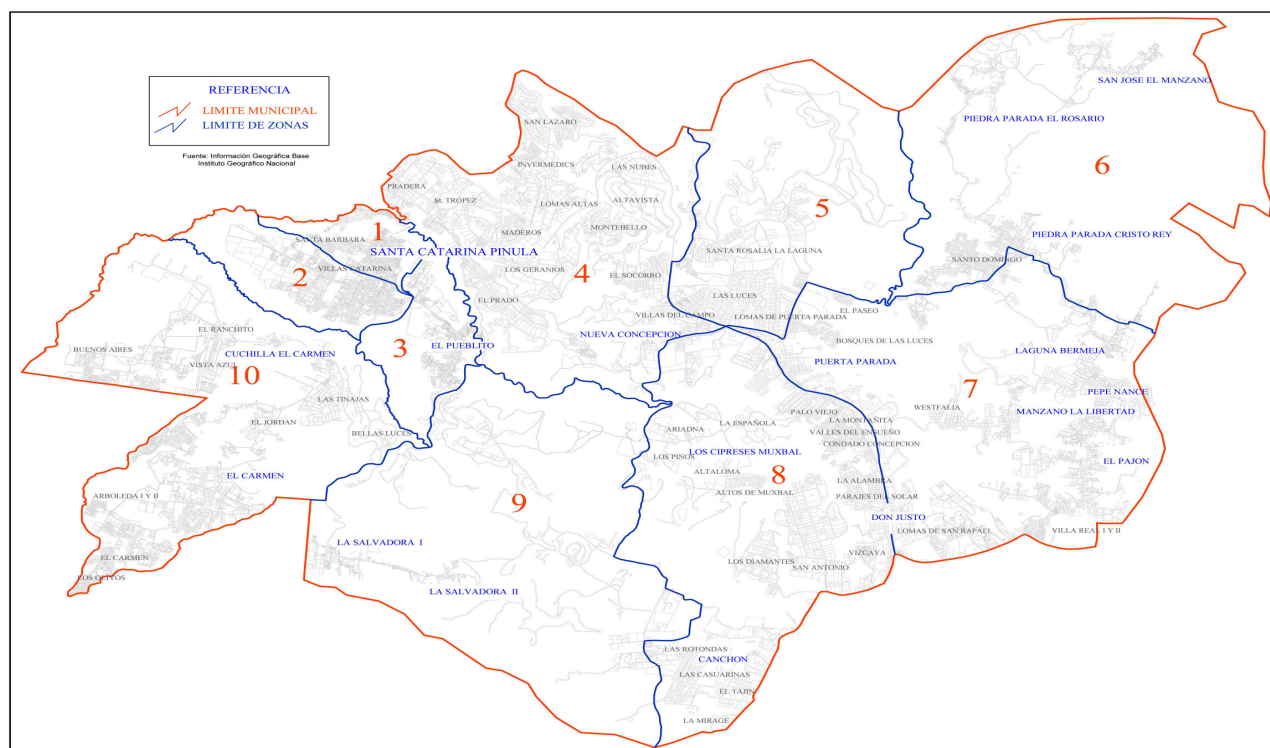 REFERENCIA
LIMITE MUNICIPAL
LIMITE DE ZONAS
Fuente: Información Geográfica Base
Instituto Geográfico Nacional
SAN JOSE EL MANZANO
PIEDRA PARADA EL ROSARIO
6
SAN LAZARO
INVERMEDICS
LAS NUBES
PRADERA
SL TROPEZ
LOMAS ALTAS
ALTAVISTA
5
1
MADEROS
MONTEBELLO
PIEDRA PARADA CRISTO REY
SANTA BARBARA
SANTA CATARINA PINULA
SANTA ROSALIA LA LAGUNA
SANTO DOMINGO
2
VILLAS CATARINA
LOS GERANIOS
4
EL SOCORRO
EL PRADO
LAS LUCES
EL PASEO
VILLAS DEL CAMPO
LOMAS DE PUERTA PARADA
EL RANCHITO
NUEVA CONCEPCION
BOSQUES DE LAS LUCES
BUENOS AIRES
CUCHILLA EL CARMEN
3
EL PUEBLITO
LAGUNA BERMEJA
VISTA AZUL
10
PUERTA PARADA
7
PEPE NANCE
LAS TINAJAS
PALO VIEJO
WESTFALIA
MANZANO LA LIBERTAD
EL JORDAN
BELLAS LUCES
ARIADNA
LA ESPAÑOLA
LA MONTAÑITA
VALLES DEL ENSUEÑO
CONDADO CONCEPCION
LOS PINOS
LOS CIPRESES MUXBAL
EL PAJON
EL CARMEN
ALTALOMA
8
LA ALAMBRA
ARBOLEDA I Y II
9
ALTOS DE MUXBAL
PARAJES DEL SOLAR
DON JUSTO
LOMAS DE SAN RAFAEL
VILLA REAL I Y II
LA SALVADORA I
EL CARMEN
LOS DIAMANTES
VIZCAYA
SAN ANTONIO
LOS OLIVOS
LA SALVADORA II
LAS ROTONDAS
CANCHON
LAS CASUARINAS
EL TAJIN
LA MIRAGE